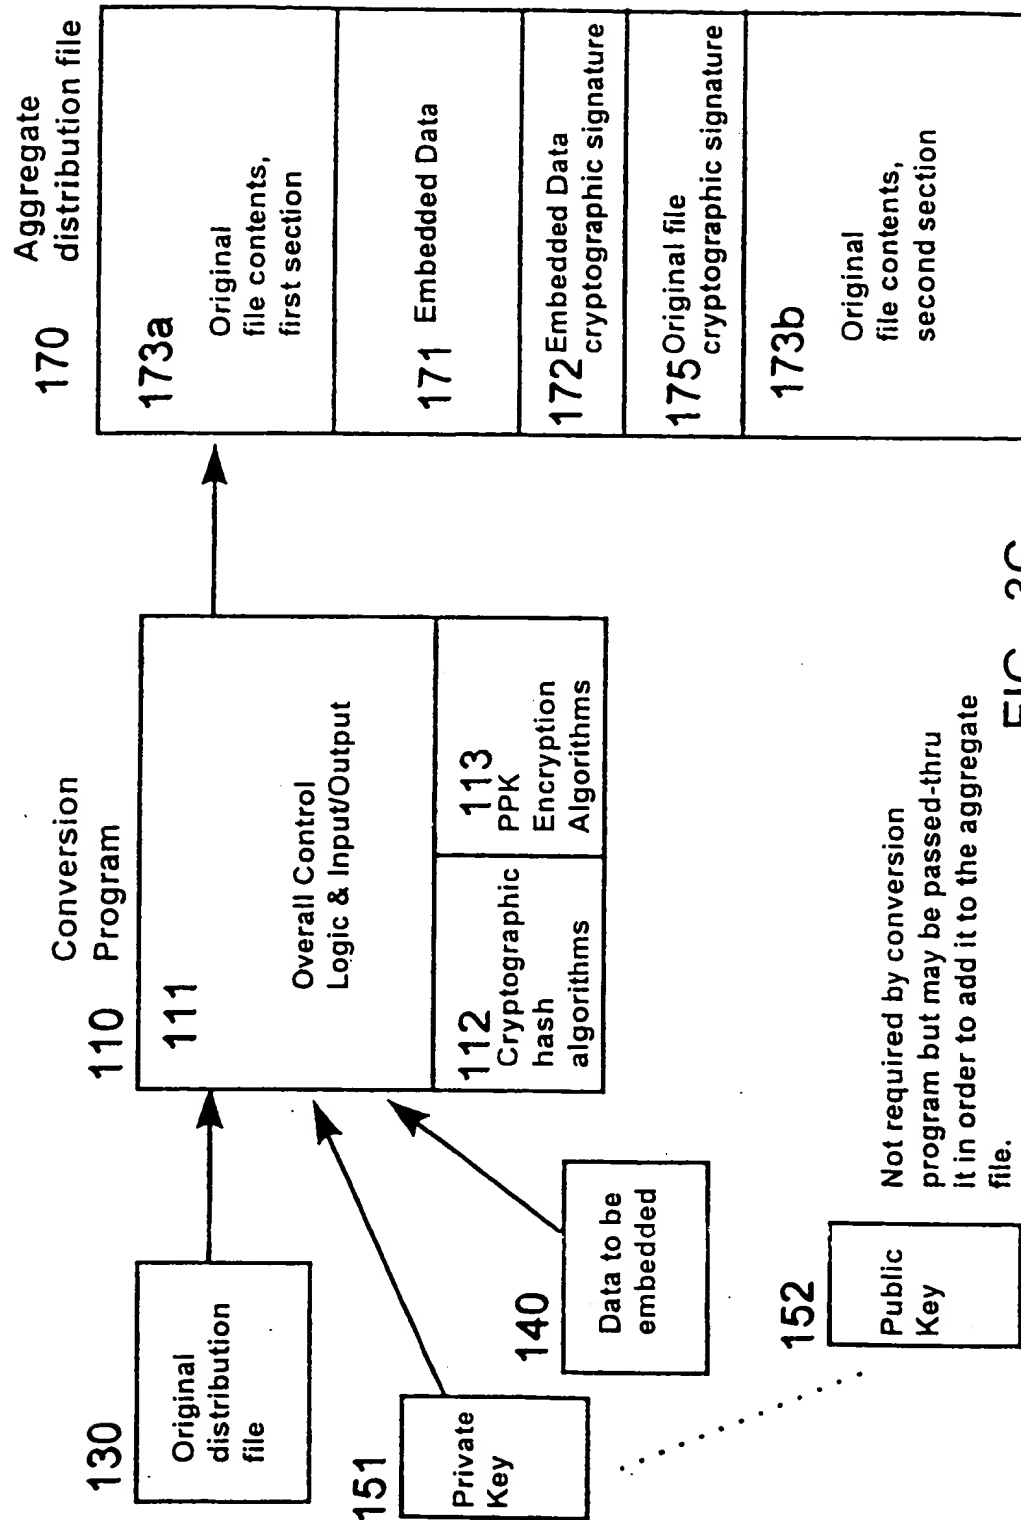 130
Original
distribution
file
151
Private
Key
140
Data to be
embedded
152
Public
Key
Not required by conversion
program but may be passed-thru
it in order to add it to the aggregate
file.
Conversion
110 Program
111
Overall Control
Logic & Input/Output
112
Cryptographic
hash
algorithms
113
PPK
Encryption
Algorithms
170
Aggregate
distribution file
173a
Original
file contents,
first section
171 Embedded Data
172 Embedded Data
cryptographic signature
175 Original file
cryptographic signature
173b
Original
file contents,
second section